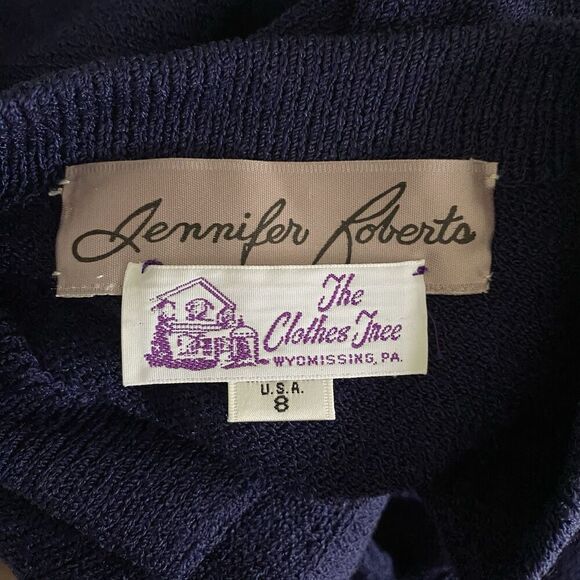 Jennifer Roberts
The
Clothes Tree
WYOMISSING, PA.
U.S.A.
8